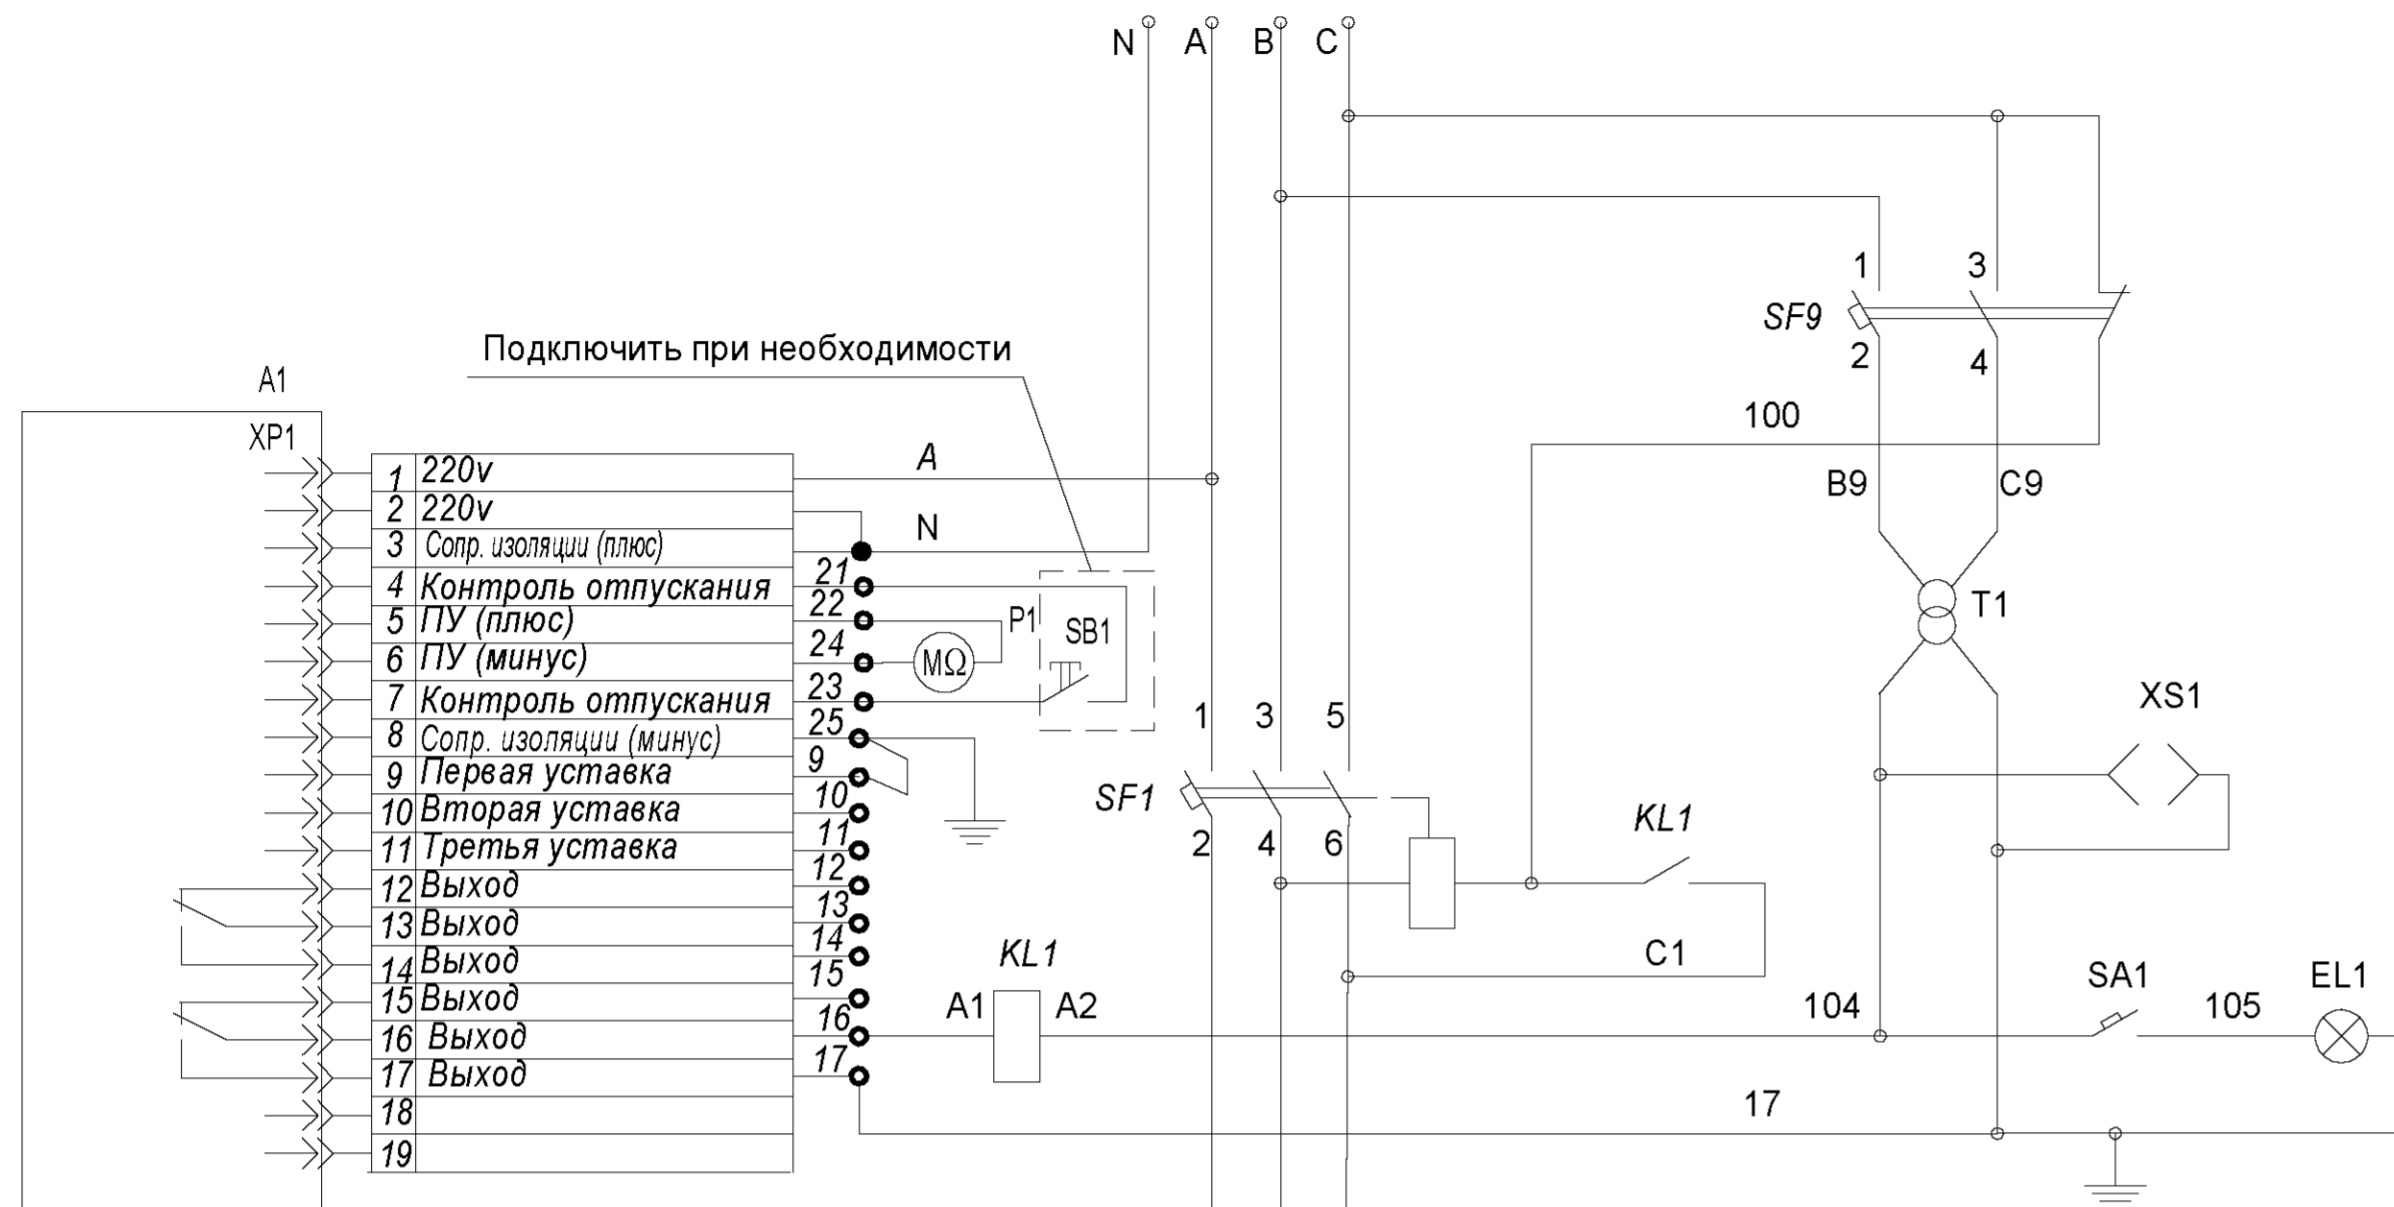 N A B C
1 3
SF9
2 4
Подключить при необходимости
A1
XP1
100
B9 C9
1 220v A
2 220v N
3 Сопр. изоляции (плюс)
4 Контроль отпускания 21
5 ПУ (плюс) 22
P1 SB1 T1
6 ПУ (минус) 24 MΩ
7 Контроль отпускания 23
XS1
8 Сопр. изоляции (минус) 25
1 3 5
9 Первая уставка 9
SF1
10 Вторая уставка 10
KL1
11 Третья уставка 11
2 4 6
12 Выход 12
13 Выход 13
14 Выход 14
KL1 C1
15 Выход 15
A1 A2 104 SA1 105 EL1
16 Выход 16
17 Выход 17
18
17
19